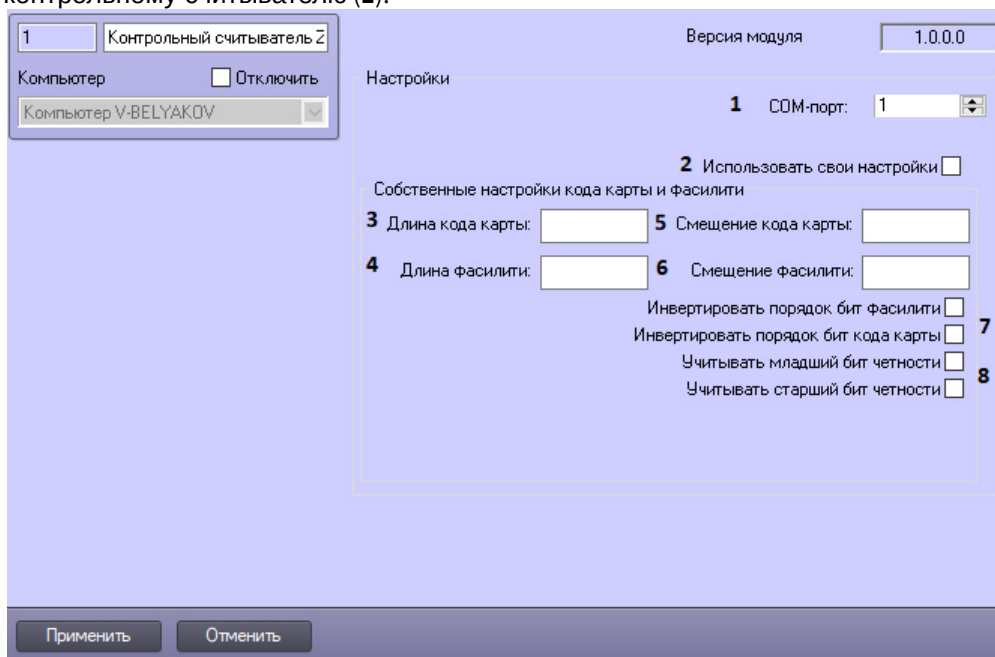 контрольному считывателю (2).
1 Контрольный считыватель Z
Версия модуля 1.0.0.0
Компьютер Отключить
Компьютер V-BELYAKOV
Настройки
1 COM-порт: 1
2 Использовать свои настройки
Собственные настройки кода карты и фасилити
3 Длина кода карты: 5 Смещение кода карты:
4 Длина фасилити: 6 Смещение фасилити:
Инвертировать порядок бит фасилити
Инвертировать порядок бит кода карты 7
Учитывать младший бит четности
Учитывать старший бит четности 8
Применить Отменить